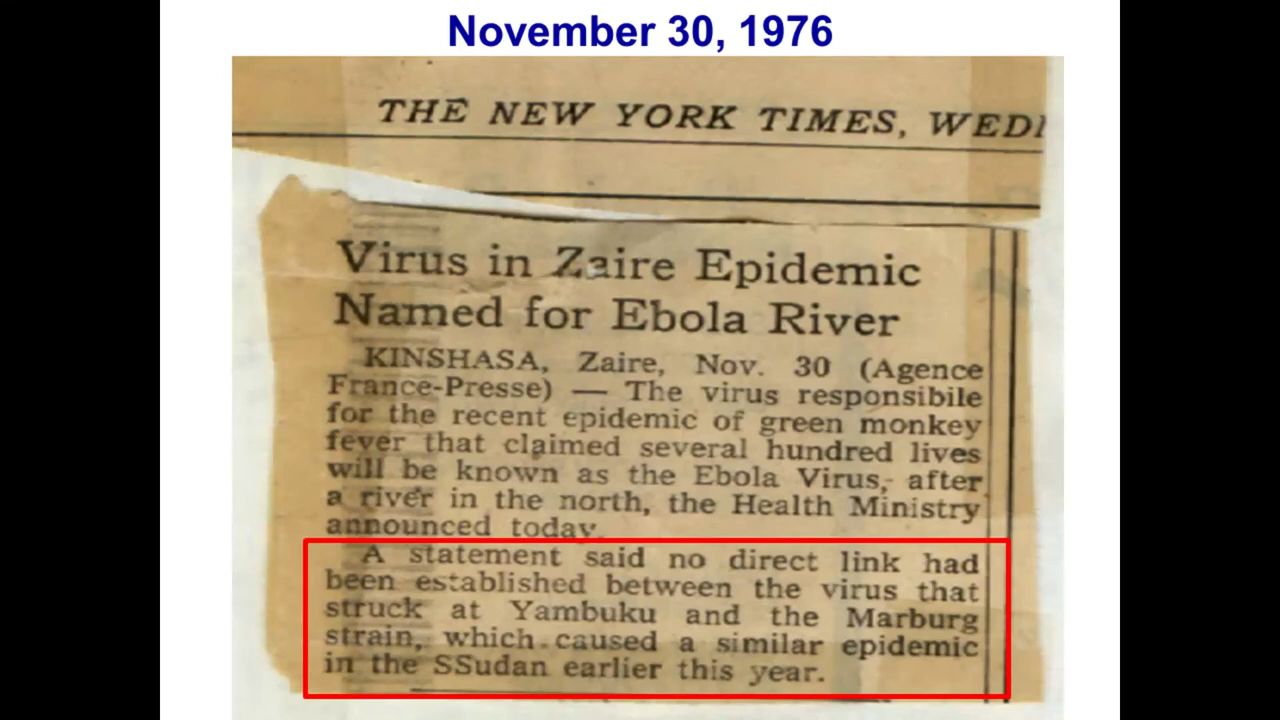 November 30, 1976
THE NEW YORK TIMES,
Virus in Zaire Epidemic
Named for Ebola River
KINSHASA, Zaire, Nov. 30 (Agence
France-Presse) — The virus responsibile
for the recent epidemic of green monkey
fever that claimed several hundred lives
will be known as the Ebola Virus, after
a river in the north, the Health Ministry
announced today.
A statement said no direct link had
been established between the virus that
struck at Yambuku and the Marburg
strain, which caused a similar epidemic
in the SSudan earlier this year.